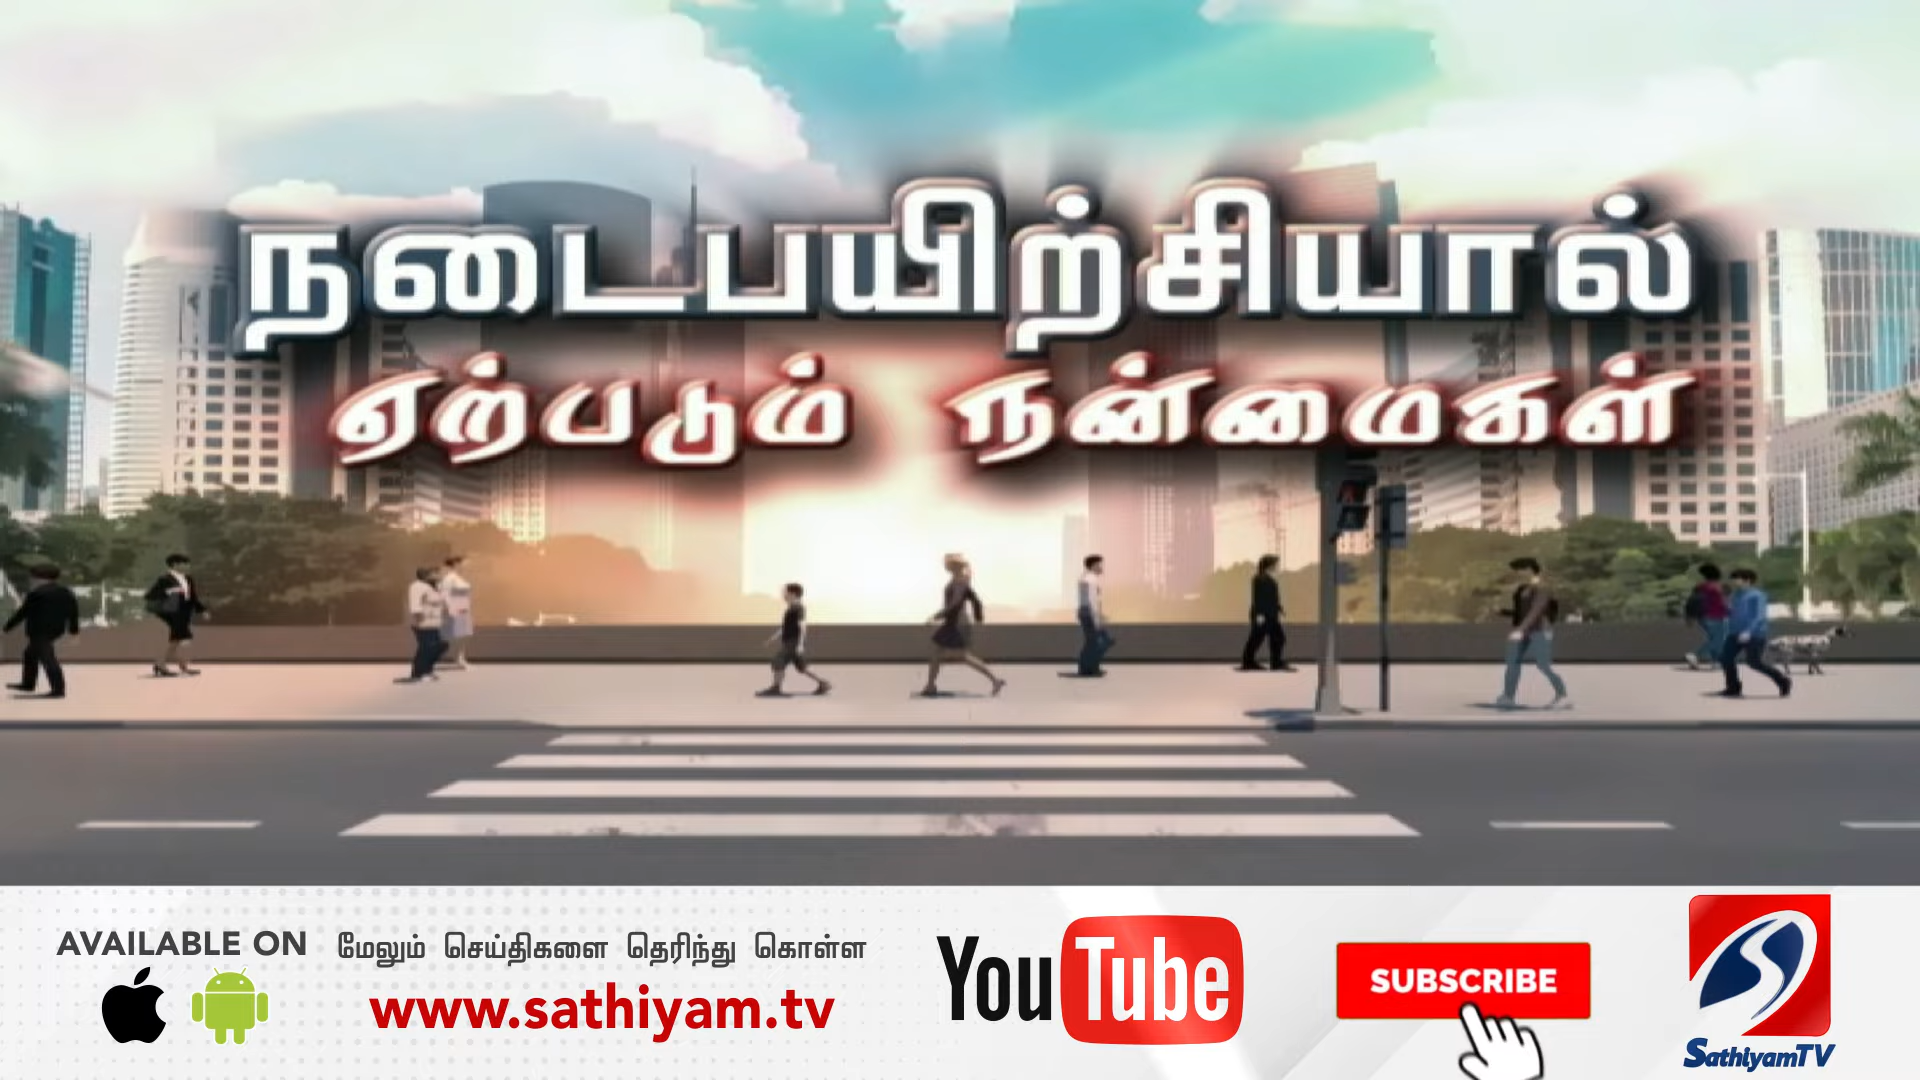 நடைபயிற்சியால்
ஏற்படும் நன்மைகள்
AVAILABLE ON
மேலும் செய்திகளை தெரிந்து கொள்ள
www.sathiyam.tv
YouTube
SUBSCRIBE
SathiyamTV